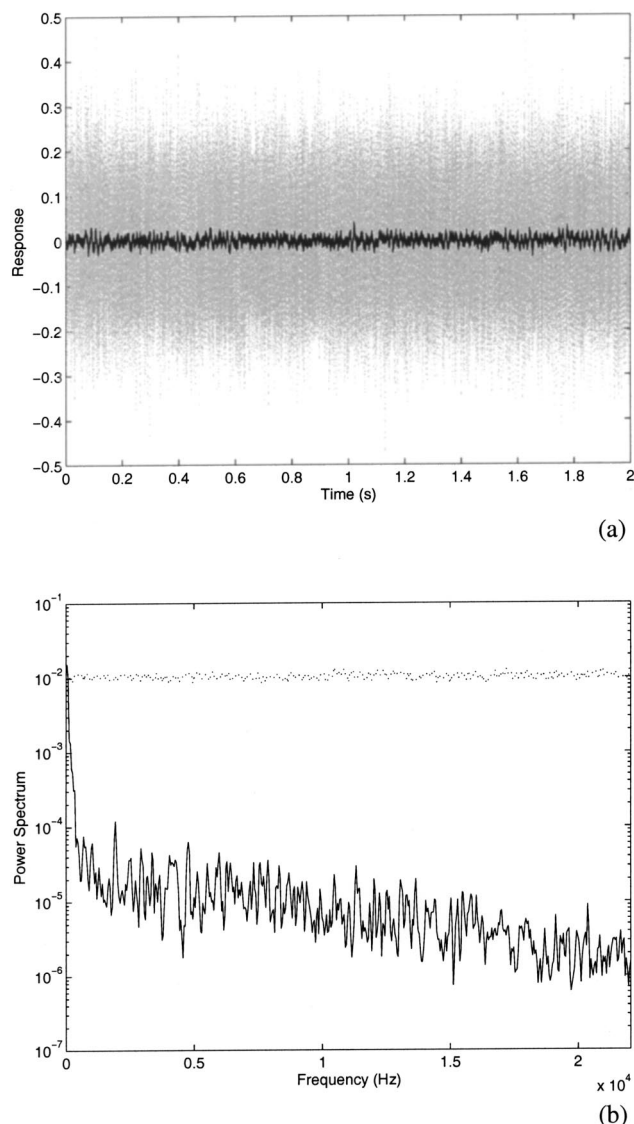 0.5
0.4
0.3
0.2
0.1
0
−0.1
−0.2
−0.3
−0.4
−0.5
Response
0 0.2 0.4 0.6 0.8 1 1.2 1.4 1.6 1.8 2
Time (s)
(a)
10⁻¹
10⁻²
10⁻³
10⁻⁴
10⁻⁵
10⁻⁶
10⁻⁷
Power Spectrum
0 0.5 1 1.5 2
Frequency (Hz)
x 10⁴
(b)